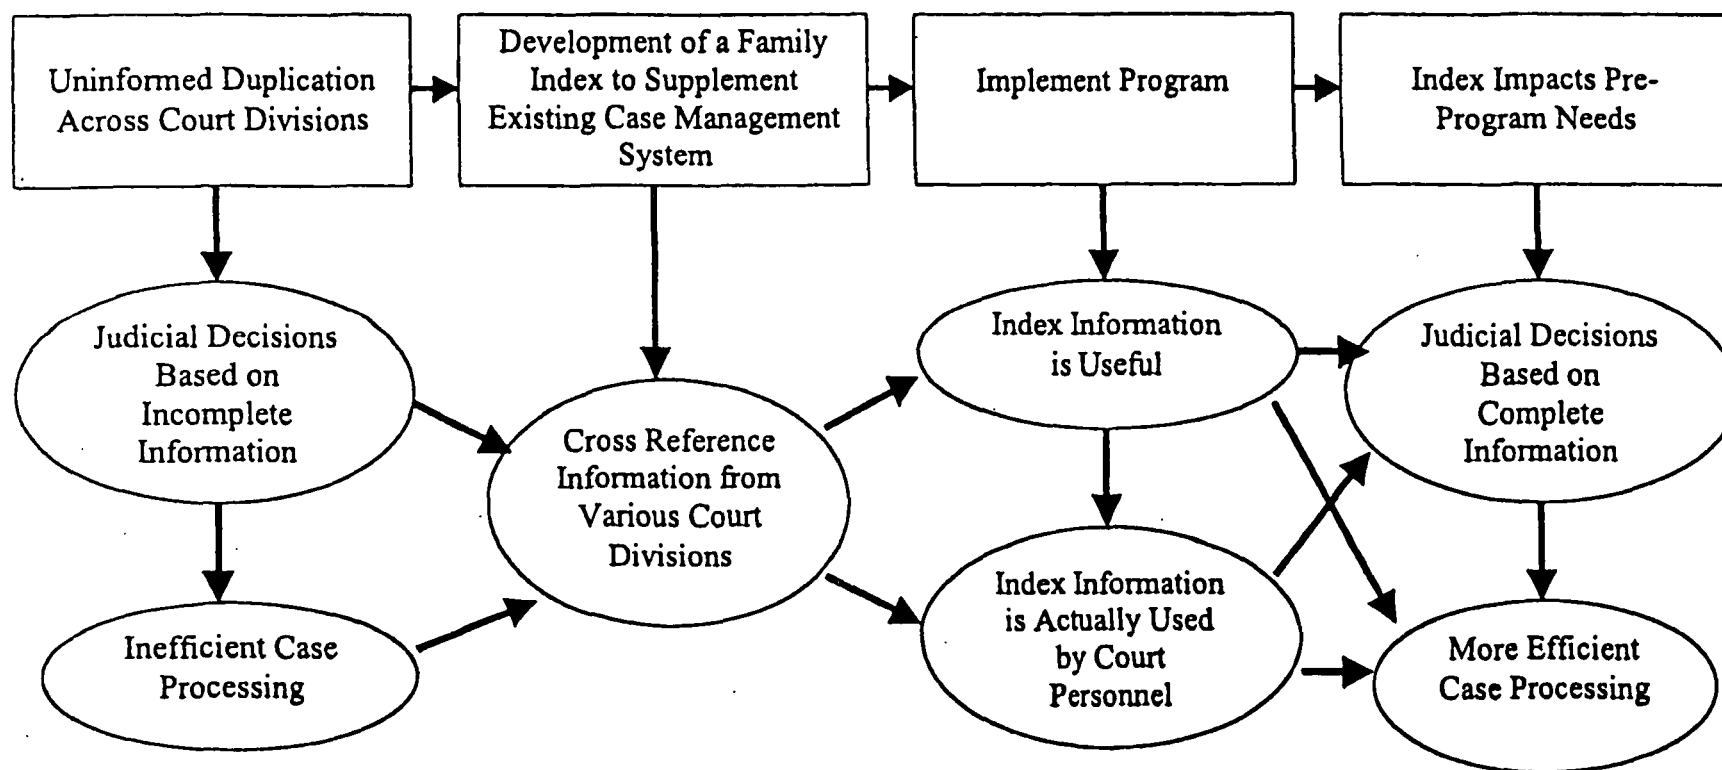 Uninformed Duplication
Across Court Divisions
Development of a Family
Index to Supplement
Existing Case Management
System
Implement Program
Index Impacts Pre-
Program Needs
Judicial Decisions
Based on
Incomplete
Information
Inefficient Case
Processing
Cross Reference
Information from
Various Court
Divisions
Index Information
is Useful
Index Information
is Actually Used
by Court
Personnel
Judicial Decisions
Based on
Complete
Information
More Efficient
Case Processing